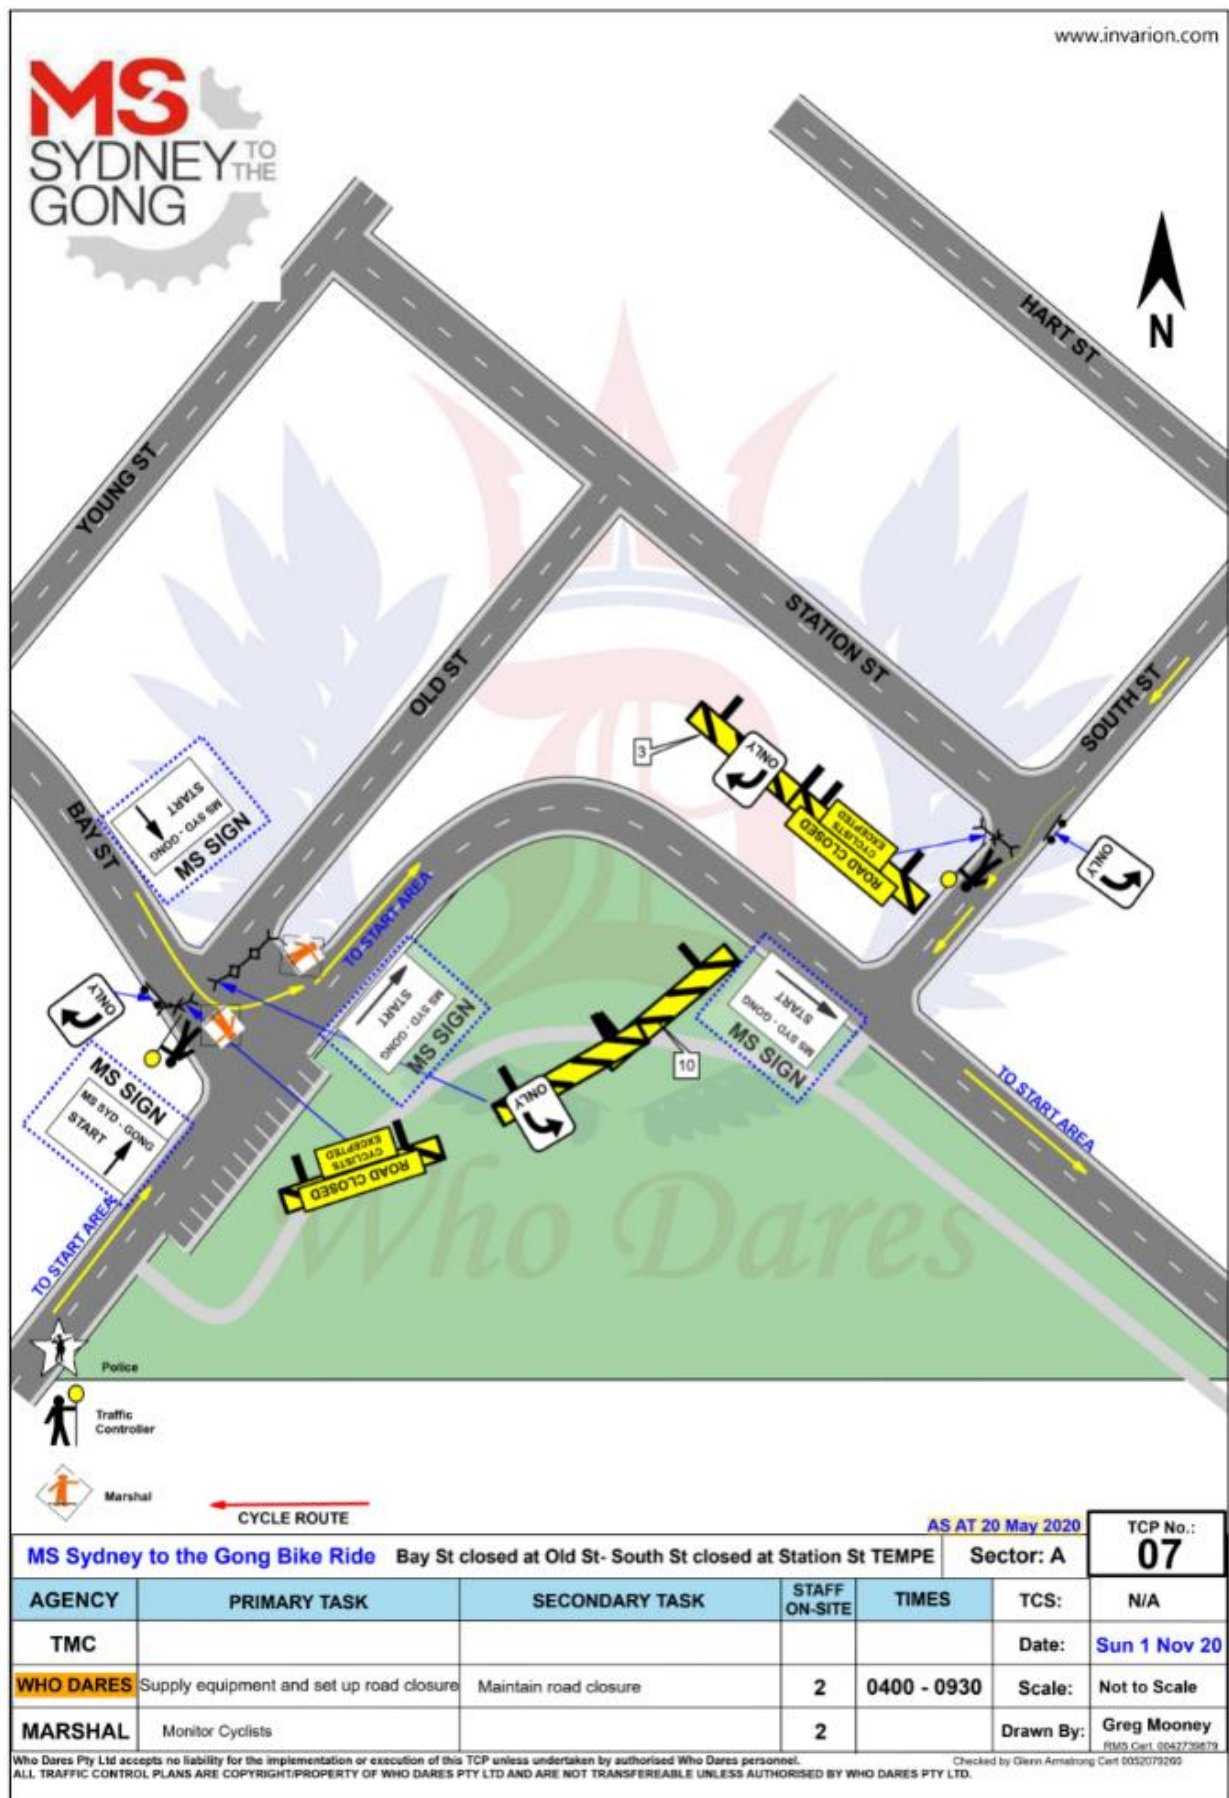 www.invarion.com
MS
SYDNEY TO THE
GONG
N
HART ST
YOUNG ST
STATION ST
OLD ST
SOUTH ST
BAY ST
START
MS SYD - GONG
MS SIGN
3
ONLY
CYCLISTS EXCEPTED
ROAD CLOSED
ONLY
TO START AREA
ONLY
START
MS SYD - GONG
MS SIGN
START
MS SYD - GONG
MS SIGN
10
ONLY
MS SIGN
MS SYD - GONG
START
TO START AREA
CYCLISTS EXCEPTED
ROAD CLOSED
Who Dares
TO START AREA
Police
Traffic
Controller
Marshal
CYCLE ROUTE
AS AT 20 May 2020
TCP No.:
07
MS Sydney to the Gong Bike Ride Bay St closed at Old St- South St closed at Station St TEMPE Sector: A
AGENCY PRIMARY TASK SECONDARY TASK STAFF ON-SITE TIMES TCS: N/A
TMC Date: Sun 1 Nov 20
WHO DARES Supply equipment and set up road closure Maintain road closure 2 0400 - 0930 Scale: Not to Scale
MARSHAL Monitor Cyclists 2 Drawn By: Greg Mooney
RMS Cert. 0042739879
Who Dares Pty Ltd accepts no liability for the implementation or execution of this TCP unless undertaken by authorised Who Dares personnel. Checked by Glenn Armstrong Cert 0052079260
ALL TRAFFIC CONTROL PLANS ARE COPYRIGHT/PROPERTY OF WHO DARES PTY LTD AND ARE NOT TRANSFEREABLE UNLESS AUTHORISED BY WHO DARES PTY LTD.